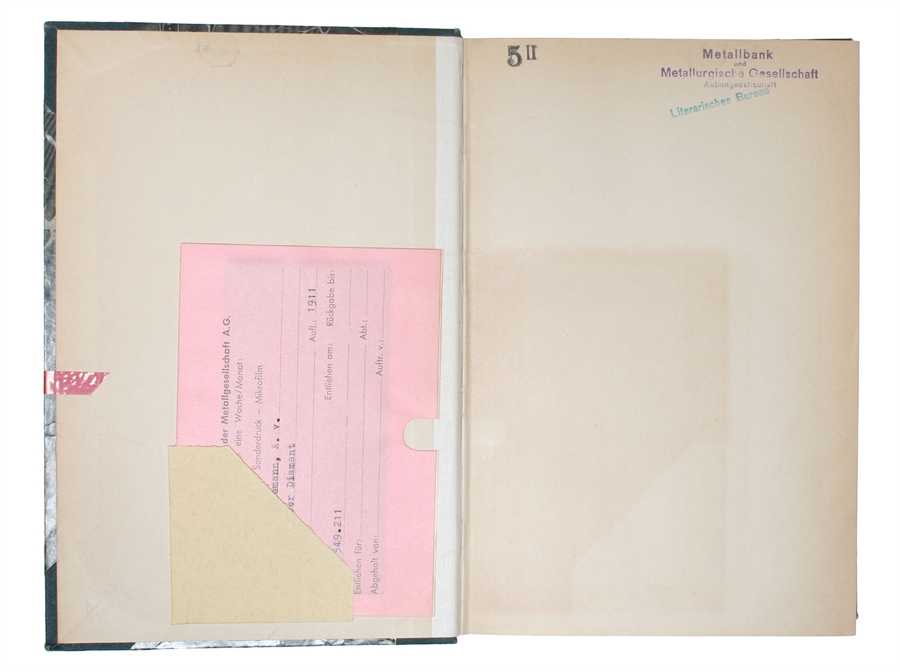 5 II
Metallbank
und
Metallurgische Gesellschaft
Aktiengesellschaft
Literarisches Bureau
der Metallgesellschaft A.G.
eine Woche/Monat:
Sonderdruck – Mikrofilm
mann, A. v.
er Diamant
Aufl.: 1911
549.211
Entliehen am: Rückgabe bis:
Entliehen für: Abt.:
Abgeholt von: Auftr. v.: